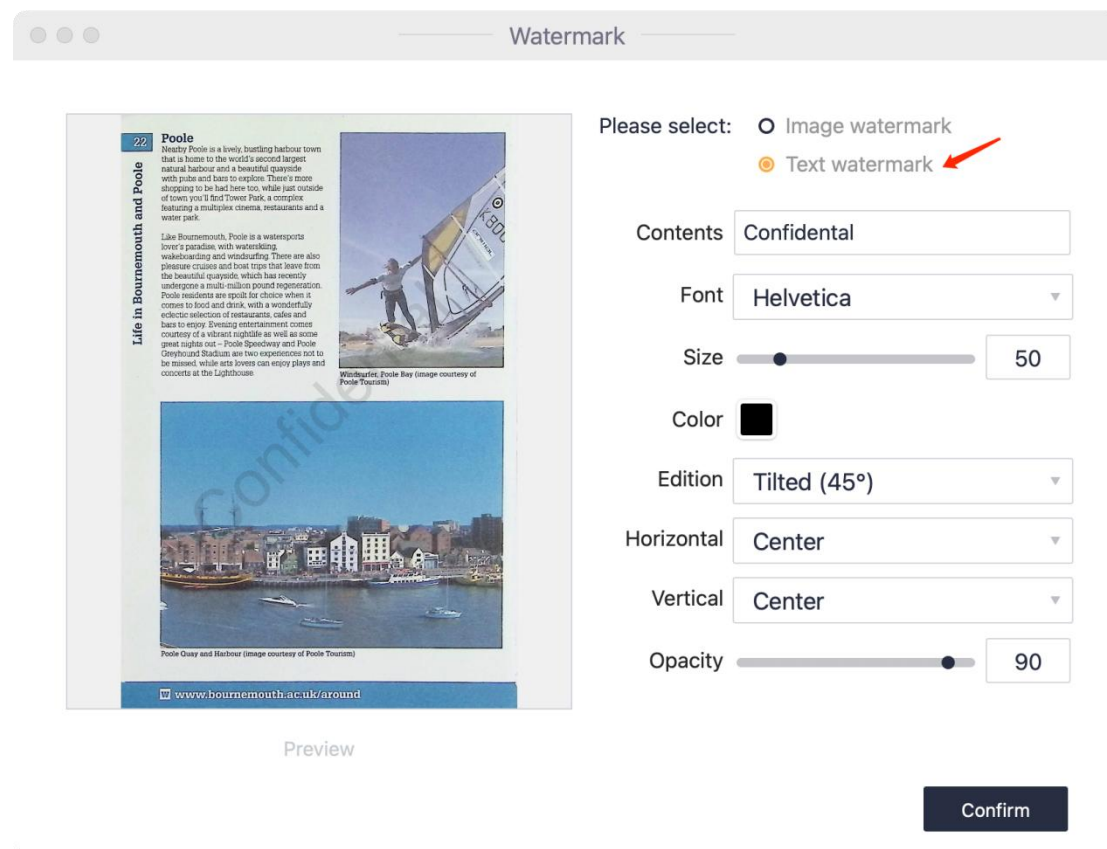 Watermark
22
Life in Bournemouth and Poole
Poole
Nearby Poole is a lively, bustling harbour town
that is home to the world's second largest
natural harbour and a beautiful quayside
with pubs and bars to explore. There's more
shopping to be had here too, while just outside
of town you'll find Tower Park, a complex
featuring a multiplex cinema, restaurants and a
water park.
Like Bournemouth, Poole is a watersports
lover's paradise, with waterskiing,
wakeboarding and windsurfing. There are also
pleasure cruises and boat trips that leave from
the beautiful quayside, which has recently
undergone a multi-million pound regeneration.
Poole residents are spoilt for choice when it
comes to food and drink, with a wonderfully
eclectic selection of restaurants, cafes and
bars to enjoy. Evening entertainment comes
courtesy of a vibrant nightlife as well as some
great nights out – Poole Speedway and Poole
Greyhound Stadium are two experiences not to
be missed, while arts lovers can enjoy plays and
concerts at the Lighthouse.
Windsurfer, Poole Bay (image courtesy of
Poole Tourism)
Confidental
Poole Quay and Harbour (image courtesy of Poole Tourism)
W www.bournemouth.ac.uk/around
Preview
Please select:
Image watermark
Text watermark
Contents Confidental
Font Helvetica
Size 50
Color
Edition Tilted (45°)
Horizontal Center
Vertical Center
Opacity 90
Confirm